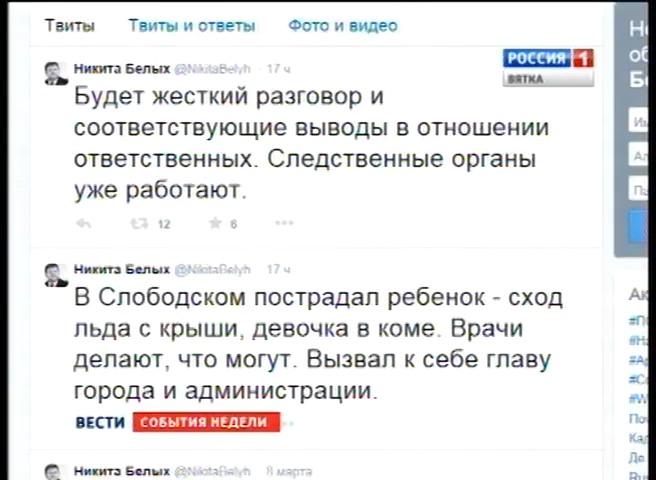 Твиты Твиты и ответы Фото и видео
Никита Белых @NikitaBelyh · 17 ч
РОССИЯ 1
ВЯТКА
Будет жесткий разговор и
соответствующие выводы в отношении
ответственных. Следственные органы
уже работают.
12 6
Никита Белых @NikitaBelyh 17 ч
В Слободском пострадал ребенок - сход
льда с крыши, девочка в коме. Врачи
делают, что могут. Вызвал к себе главу
города и администрации.
ВЕСТИ СОБЫТИЯ НЕДЕЛИ
Никита Белых @NikitaBelyh 8 марта